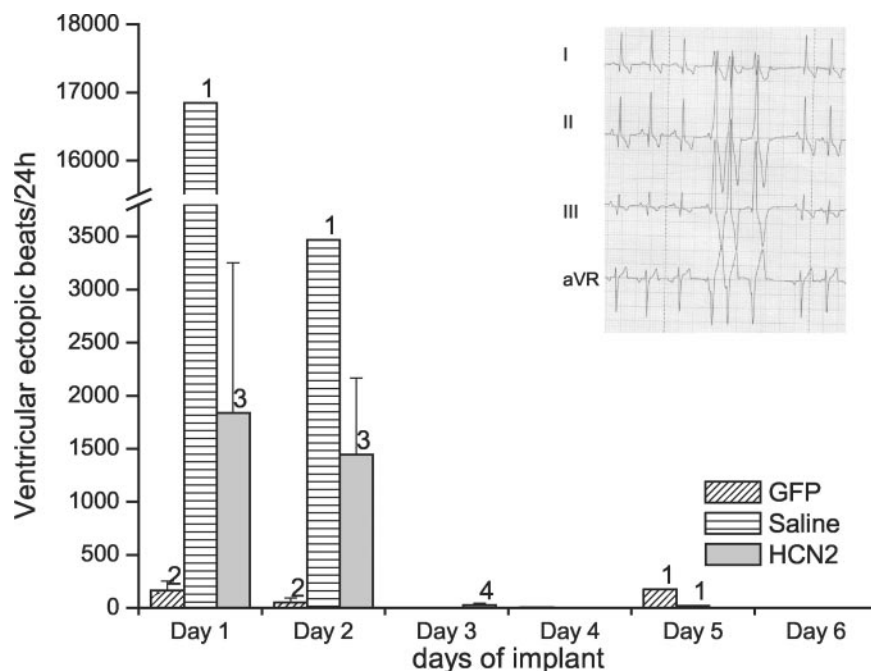 18000
17000
16000
3500
3000
2500
2000
1500
1000
500
0
Ventricular ectopic beats/24h
1
1
3
3
2
2
4
1
1
Day 1
Day 2
Day 3
Day 4
Day 5
Day 6
days of implant
I
II
III
aVR
GFP
Saline
HCN2